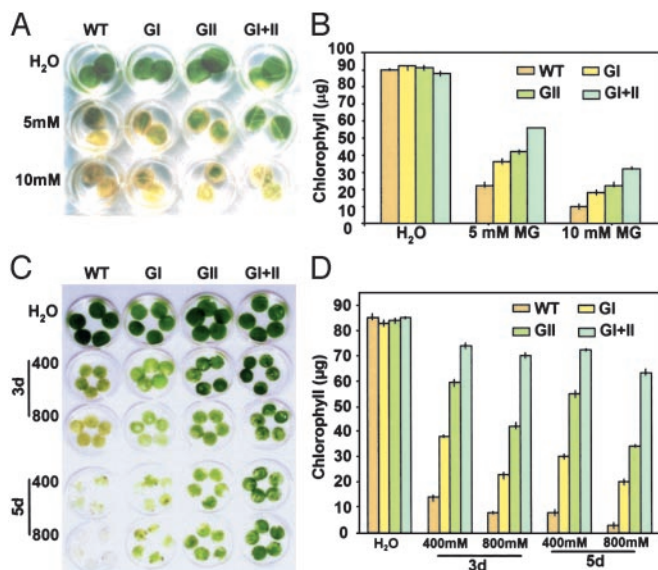 A
WT GI GII GI+II
H₂O
5mM
10mM
B
Chlorophyll (µg)
90
80
70
60
50
40
30
20
10
0
WT GI
GII GI+II
H₂O 5 mM MG 10 mM MG
C
WT GI GII GI+II
H₂O
3d
400
800
5d
400
800
D
Chlorophyll (µg)
90
80
70
60
50
40
30
20
10
0
WT GI
GII GI+II
H₂O 400mM 800mM 400mM 800mM
3d 5d